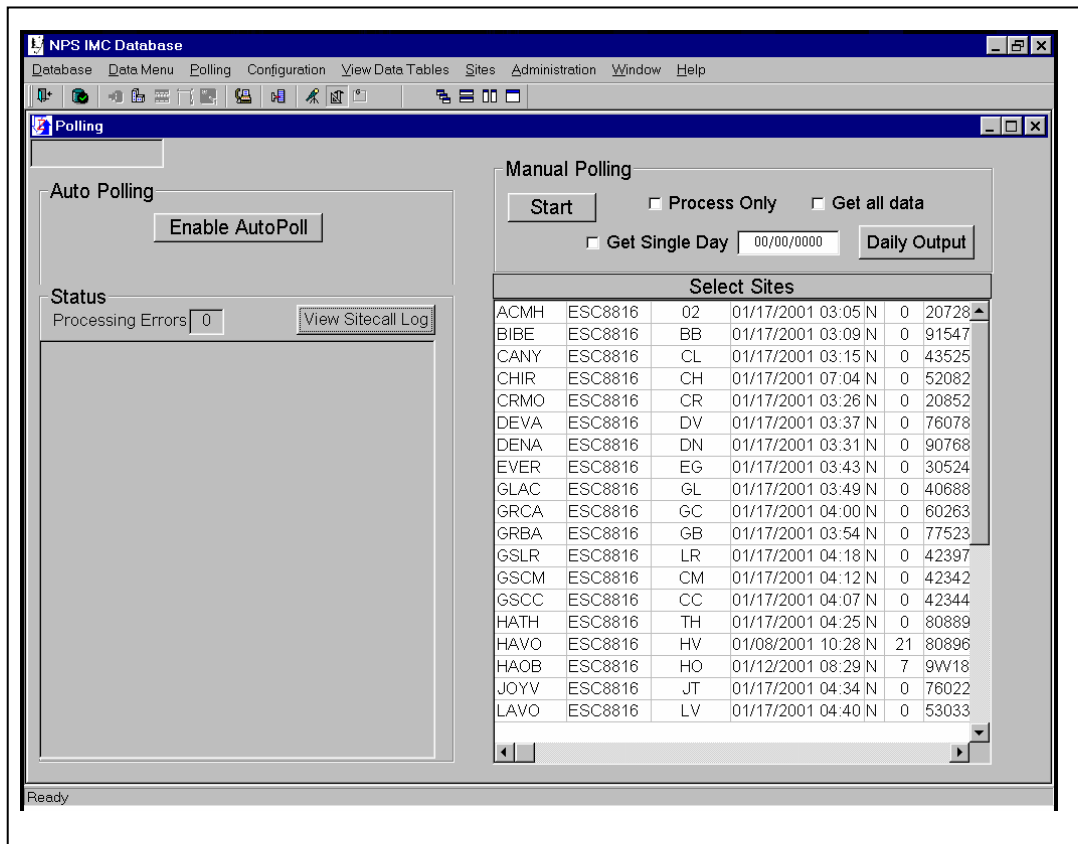 NPS IMC Database
Database Data Menu Polling Configuration View Data Tables Sites Administration Window Help
Polling
Auto Polling
Enable AutoPoll
Status
Processing Errors 0 View Sitecall Log
Manual Polling
Start Process Only Get all data
Get Single Day 00/00/0000 Daily Output
Select Sites
ACMH ESC8816 02 01/17/2001 03:05 N 0 20728
BIBE ESC8816 BB 01/17/2001 03:09 N 0 91547
CANY ESC8816 CL 01/17/2001 03:15 N 0 43525
CHIR ESC8816 CH 01/17/2001 07:04 N 0 52082
CRMO ESC8816 CR 01/17/2001 03:26 N 0 20852
DEVA ESC8816 DV 01/17/2001 03:37 N 0 76078
DENA ESC8816 DN 01/17/2001 03:31 N 0 90768
EVER ESC8816 EG 01/17/2001 03:43 N 0 30524
GLAC ESC8816 GL 01/17/2001 03:49 N 0 40688
GRCA ESC8816 GC 01/17/2001 04:00 N 0 60263
GRBA ESC8816 GB 01/17/2001 03:54 N 0 77523
GSLR ESC8816 LR 01/17/2001 04:18 N 0 42397
GSCM ESC8816 CM 01/17/2001 04:12 N 0 42342
GSCC ESC8816 CC 01/17/2001 04:07 N 0 42344
HATH ESC8816 TH 01/17/2001 04:25 N 0 80889
HAVO ESC8816 HV 01/08/2001 10:28 N 21 80896
HAOB ESC8816 HO 01/12/2001 08:29 N 7 9W18
JOYV ESC8816 JT 01/17/2001 04:34 N 0 76022
LAVO ESC8816 LV 01/17/2001 04:40 N 0 53033
Ready